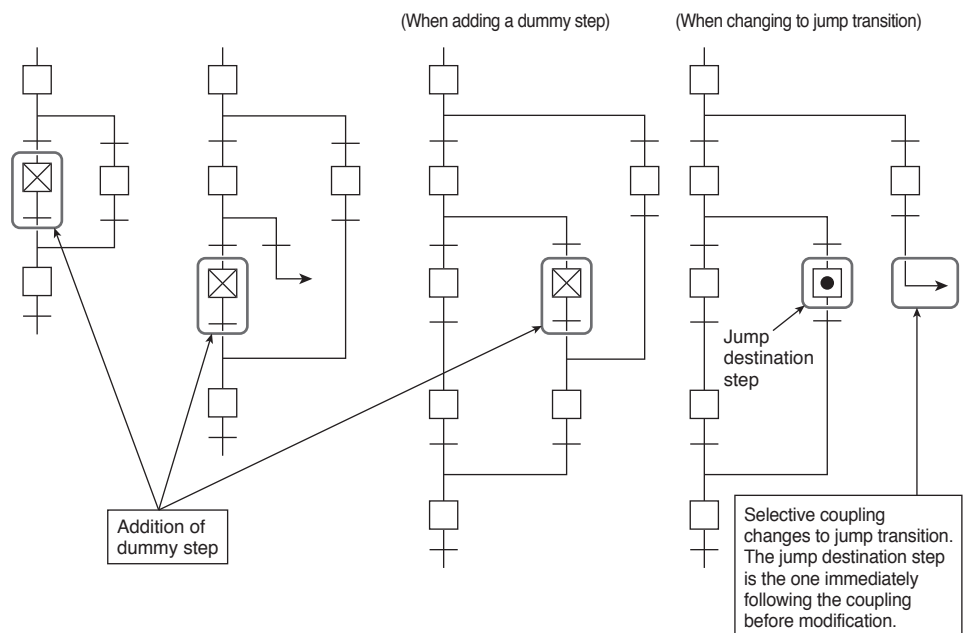 (When adding a dummy step)
(When changing to jump transition)
Jump
destination
step
Addition of
dummy step
Selective coupling
changes to jump transition.
The jump destination step
is the one immediately
following the coupling
before modification.